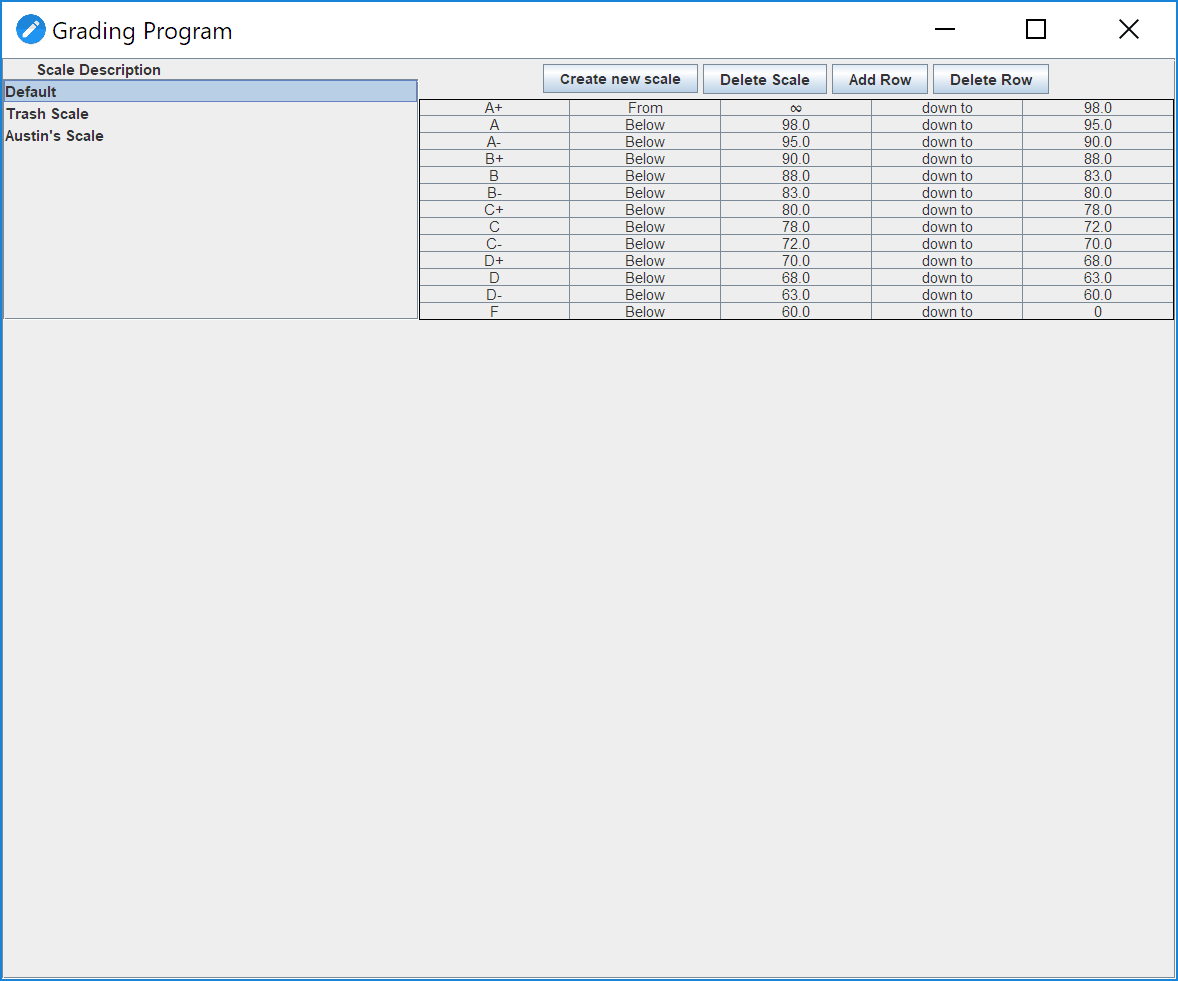 Grading Program
Scale Description
Default
Trash Scale
Austin's Scale
Create new scale Delete Scale Add Row Delete Row
A+ From ∞ down to 98.0
A Below 98.0 down to 95.0
A- Below 95.0 down to 90.0
B+ Below 90.0 down to 88.0
B Below 88.0 down to 83.0
B- Below 83.0 down to 80.0
C+ Below 80.0 down to 78.0
C Below 78.0 down to 72.0
C- Below 72.0 down to 70.0
D+ Below 70.0 down to 68.0
D Below 68.0 down to 63.0
D- Below 63.0 down to 60.0
F Below 60.0 down to 0